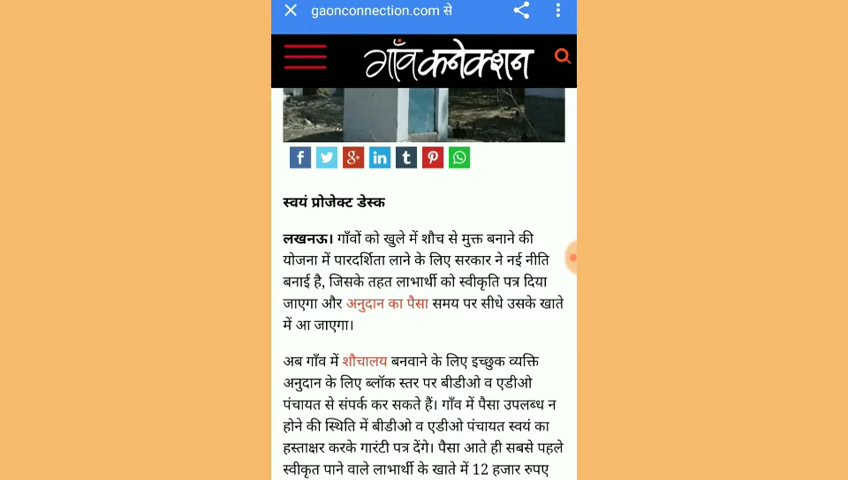 gaonconnection.com से
गाँव कनेक्शन
स्वयं प्रोजेक्ट डेस्क
लखनऊ। गाँवों को खुले में शौच से मुक्त बनाने की
योजना में पारदर्शिता लाने के लिए सरकार ने नई नीति
बनाई है, जिसके तहत लाभार्थी को स्वीकृति पत्र दिया
जाएगा और अनुदान का पैसा समय पर सीधे उसके खाते
में आ जाएगा।
अब गाँव में शौचालय बनवाने के लिए इच्छुक व्यक्ति
अनुदान के लिए ब्लॉक स्तर पर बीडीओ व एडीओ
पंचायत से संपर्क कर सकते हैं। गाँव में पैसा उपलब्ध न
होने की स्थिति में बीडीओ व एडीओ पंचायत स्वयं का
हस्ताक्षर करके गारंटी पत्र देंगे। पैसा आते ही सबसे पहले
स्वीकृत पाने वाले लाभार्थी के खाते में 12 हजार रुपए